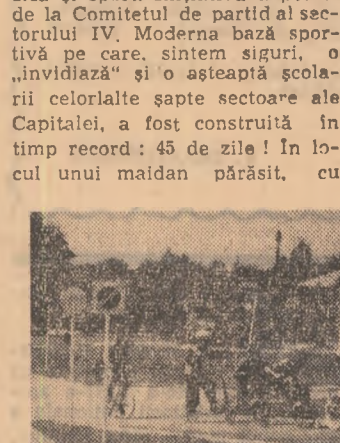 de la Comitetul de partid al sec-
torului IV. Moderna bază spor-
tivă pe care, sintem siguri, o
„invidiază“ și o așteaptă școla-
rii celorlalte șapte sectoare ale
Capitalei, a fost construită în
timp record : 45 de zile ! În lo-
cul unui maidan părăsit, cu